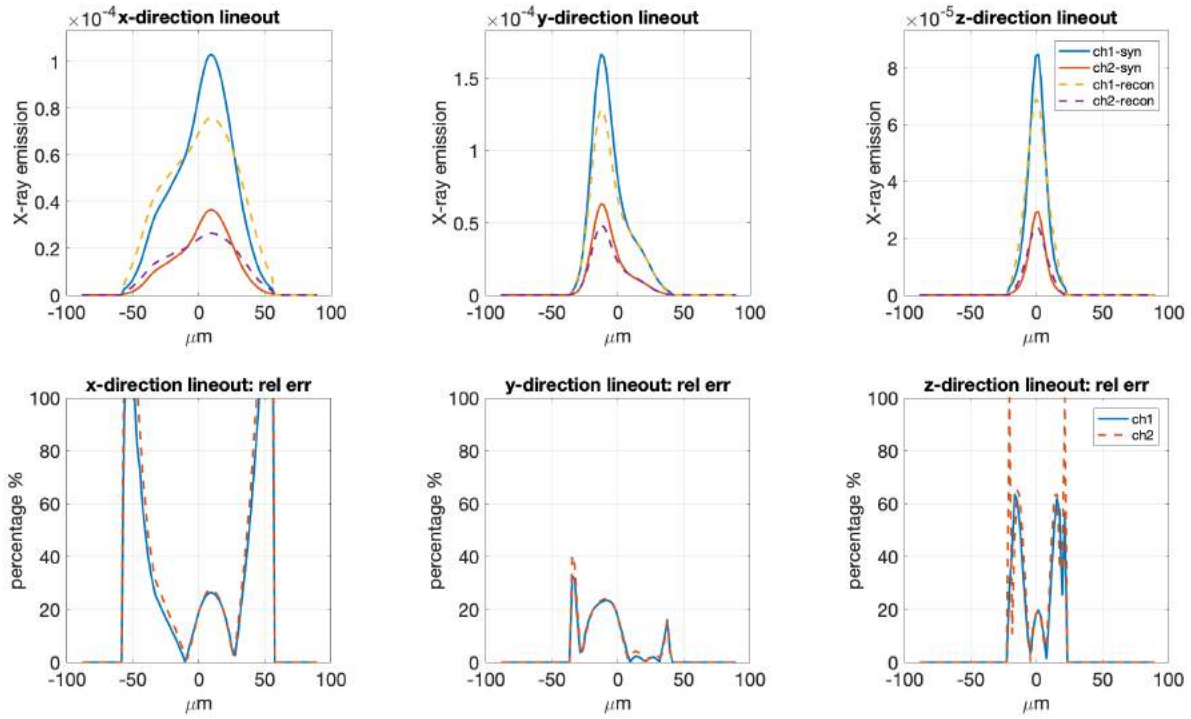 ×10⁻⁴ x-direction lineout
1
0.8
0.6
0.4
0.2
0
X-ray emission
-100 -50 0 50 100
μm
×10⁻⁴ y-direction lineout
1.5
1
0.5
0
X-ray emission
-100 -50 0 50 100
μm
×10⁻⁵ z-direction lineout
8
6
4
2
0
X-ray emission
ch1-syn
ch2-syn
ch1-recon
ch2-recon
-100 -50 0 50 100
μm
x-direction lineout: rel err
100
80
60
40
20
0
percentage %
-100 -50 0 50 100
μm
y-direction lineout: rel err
100
80
60
40
20
0
percentage %
-100 -50 0 50 100
μm
z-direction lineout: rel err
100
80
60
40
20
0
percentage %
ch1
ch2
-100 -50 0 50 100
μm